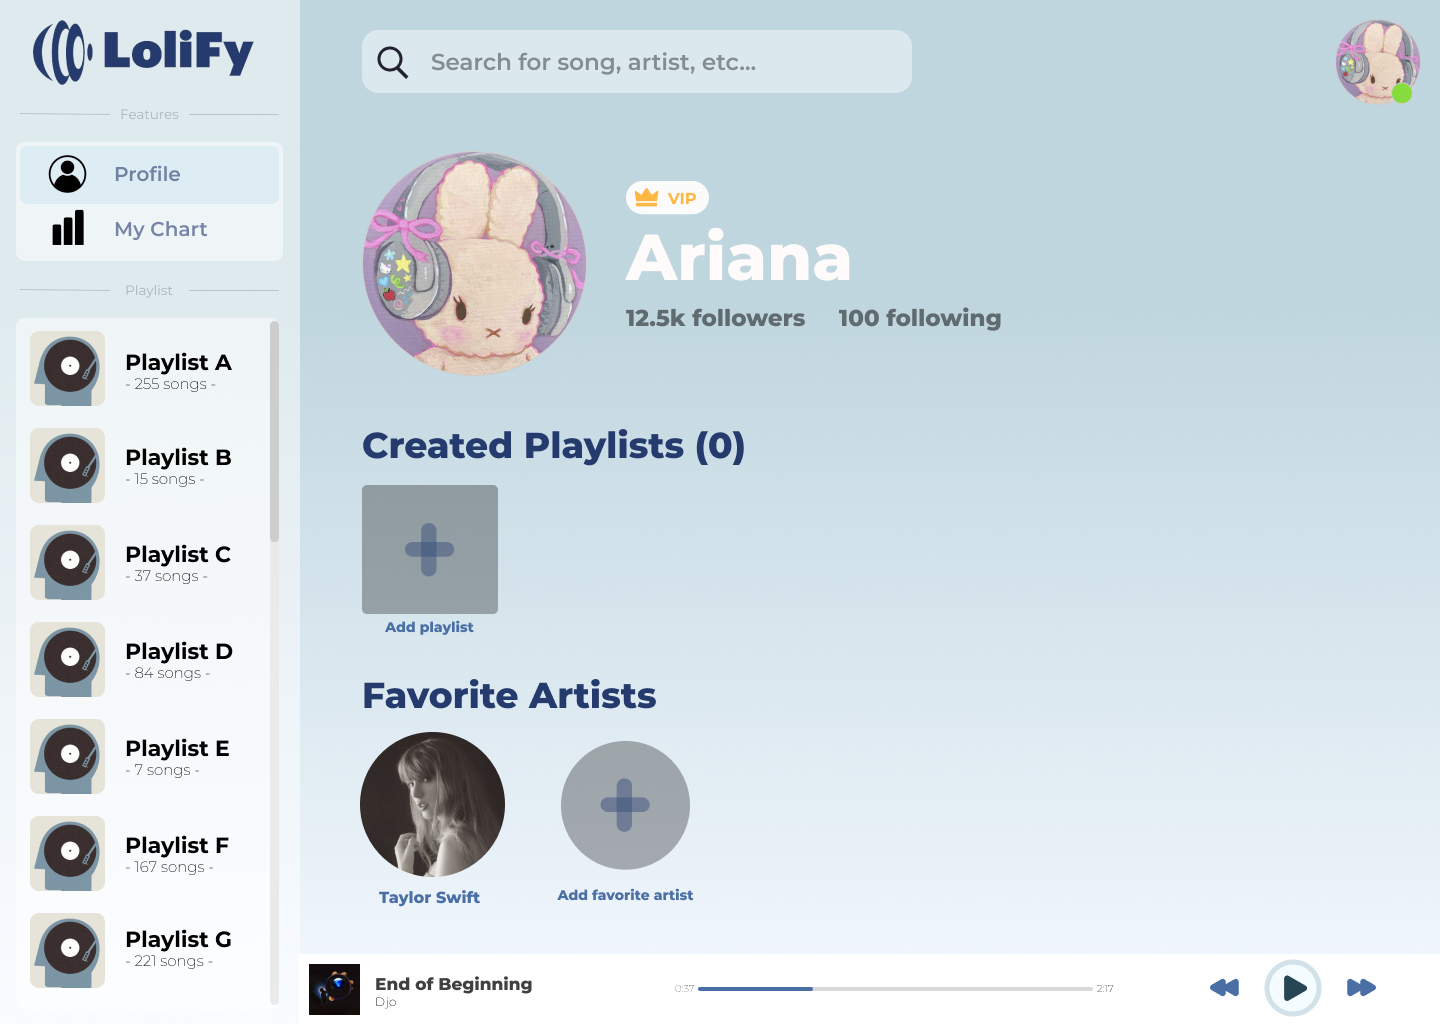 LoliFy
Features
Profile
My Chart
Playlist
Playlist A
- 255 songs -
Playlist B
- 15 songs -
Playlist C
- 37 songs -
Playlist D
- 84 songs -
Playlist E
- 7 songs -
Playlist F
- 167 songs -
Playlist G
- 221 songs -
Search for song, artist, etc...
VIP
Ariana
12.5k followers 100 following
Created Playlists (0)
Add playlist
Favorite Artists
Taylor Swift
Add favorite artist
End of Beginning
Djo
0:37
2:17